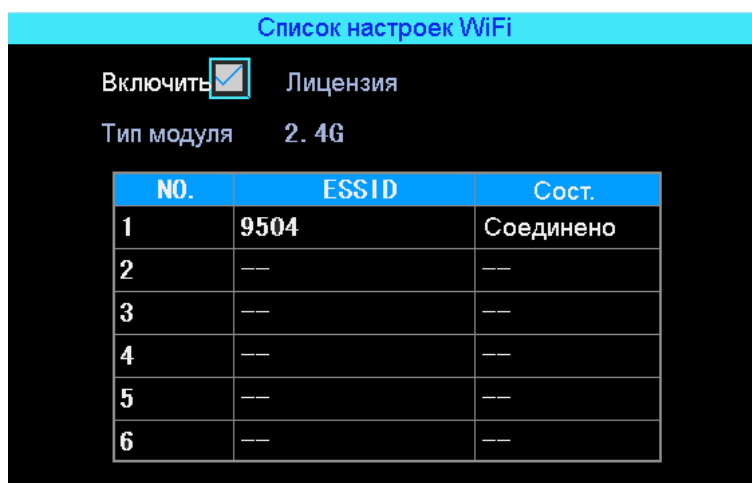 Список настроек WiFi
Включить Лицензия
Тип модуля 2.4G
NO. ESSID Сост.
1 9504 Соединено
2 -- --
3 -- --
4 -- --
5 -- --
6 -- --